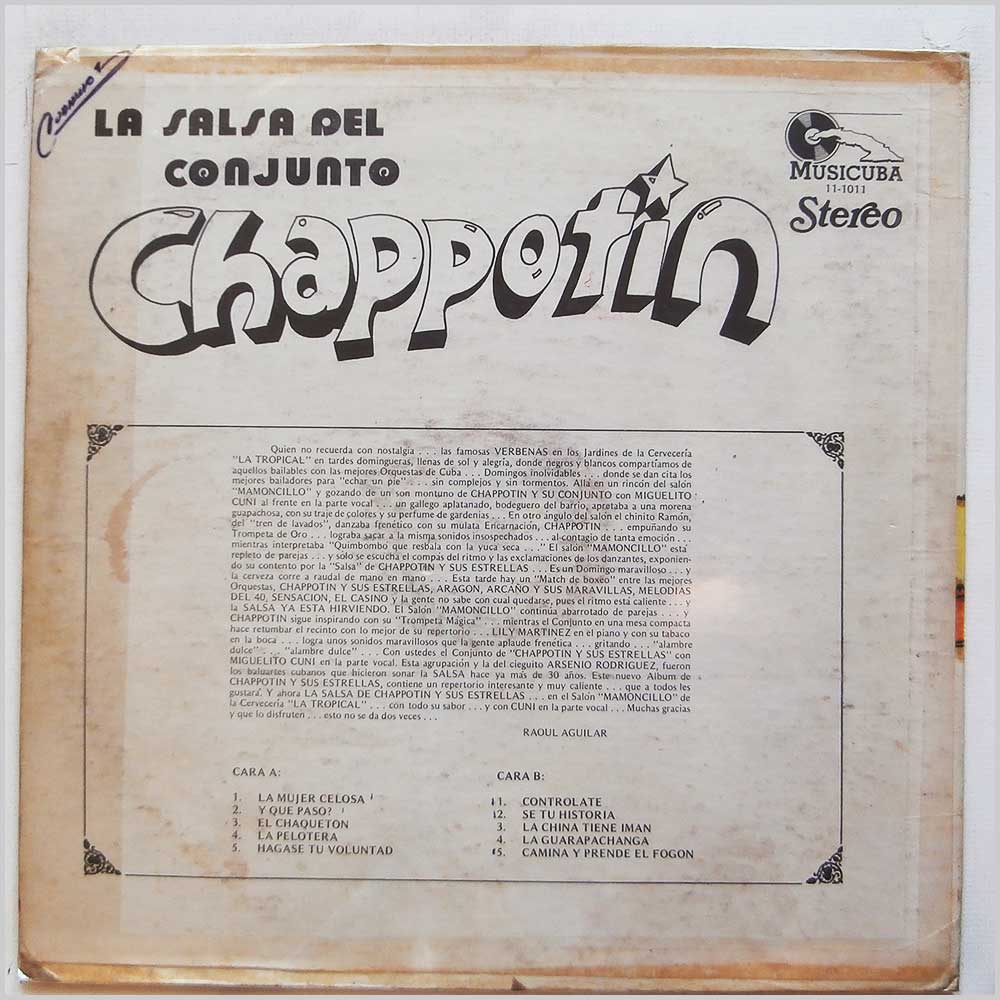 LA SALSA DEL
CONJUNTO
Chappotin
MUSICUBA
11-1011
Stereo
Quien no recuerda con nostalgia . . . las famosas VERBENAS en los Jardines de la Cervecería
"LA TROPICAL" en tardes domingueras, llenas de sol y alegría, donde negros y blancos compartíamos de
aquellos bailables con las mejores Orquestas de Cuba . . . Domingos inolvidables . . . donde se dan cita los
mejores bailadores para "echar un pie" . . . sin complejos y sin tormentos. Allá en un rincón del salón
"MAMONCILLO" y gozando de un son montuno de CHAPPOTIN Y SU CONJUNTO con MIGUELITO
CUNI al frente en la parte vocal . . . un gallego aplatanado, bodeguero del barrio, apretaba a una morena
guapachosa, con su traje de colores y su perfume de gardenias . . . En otro ángulo del salón el chinito Ramón,
del "tren de lavados", danzaba frenético con su mulata Encarnación, CHAPPOTIN . . . empuñando su
Trompeta de Oro . . . lograba sacar a la misma sonidos insospechados . . . al contagio de tanta emoción . . .
mientras interpretaba "Quimbombo que resbala con la yuca seca . . ." El salón "MAMONCILLO" está
repleto de parejas . . . y sólo se escucha el compás del ritmo y las exclamaciones de los danzantes, exponien-
do su contento por la "Salsa" de CHAPPOTIN Y SUS ESTRELLAS . . . Es un Domingo maravilloso . . . y
la cerveza corre a raudal de mano en mano . . . Esta tarde hay un "Match de boxeo" entre las mejores
Orquestas, CHAPPOTIN Y SUS ESTRELLAS, ARAGON, ARCAÑO Y SUS MARAVILLAS, MELODIAS
DEL 40, SENSACION, EL CASINO y la gente no sabe con cual quedarse, pues el ritmo está caliente . . . y
la SALSA YA ESTA HIRVIENDO. El Salón "MAMONCILLO" continúa abarrotado de parejas . . . y
CHAPPOTIN sigue inspirando con su "Trompeta Mágica" . . . mientras el Conjunto en una mesa compacta
hace retumbar el recinto con lo mejor de su repertorio . . . LILY MARTINEZ en el piano y con su tabaco
en la boca . . . logra unos sonidos maravillosos que la gente aplaude frenética . . . gritando . . . "alambre
dulce" . . . "alambre dulce" . . . Con ustedes el Conjunto de "CHAPPOTIN Y SUS ESTRELLAS" con
MIGUELITO CUNI en la parte vocal. Esta agrupación y la del cieguito ARSENIO RODRIGUEZ, fueron
los baluartes cubanos que hicieron sonar la SALSA hace ya más de 30 años. Este nuevo Album de
CHAPPOTIN Y SUS ESTRELLAS, contiene un repertorio interesante y muy caliente . . . que a todos les
gustará. Y ahora LA SALSA DE CHAPPOTIN Y SUS ESTRELLAS . . . en el Salón "MAMONCILLO" de
la Cervecería "LA TROPICAL" . . . con todo su sabor . . . y con CUNI en la parte vocal . . . Muchas gracias
y que lo disfruten . . . esto no se da dos veces . . .
RAOUL AGUILAR
CARA A:
1. LA MUJER CELOSA
2. Y QUE PASO?
3. EL CHAQUETON
4. LA PELOTERA
5. HAGASE TU VOLUNTAD
CARA B:
1. CONTROLATE
2. SE TU HISTORIA
3. LA CHINA TIENE IMAN
4. LA GUARAPACHANGA
5. CAMINA Y PRENDE EL FOGON